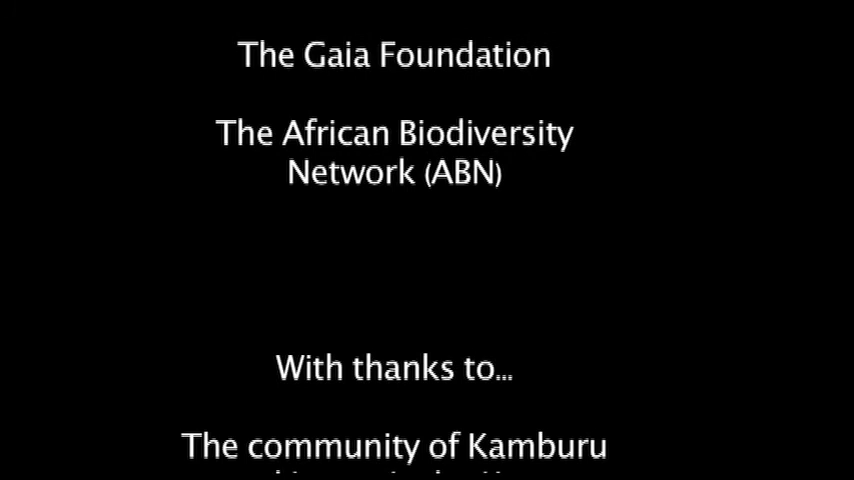 The Gaia Foundation
The African Biodiversity
Network (ABN)
With thanks to...
The community of Kamburu